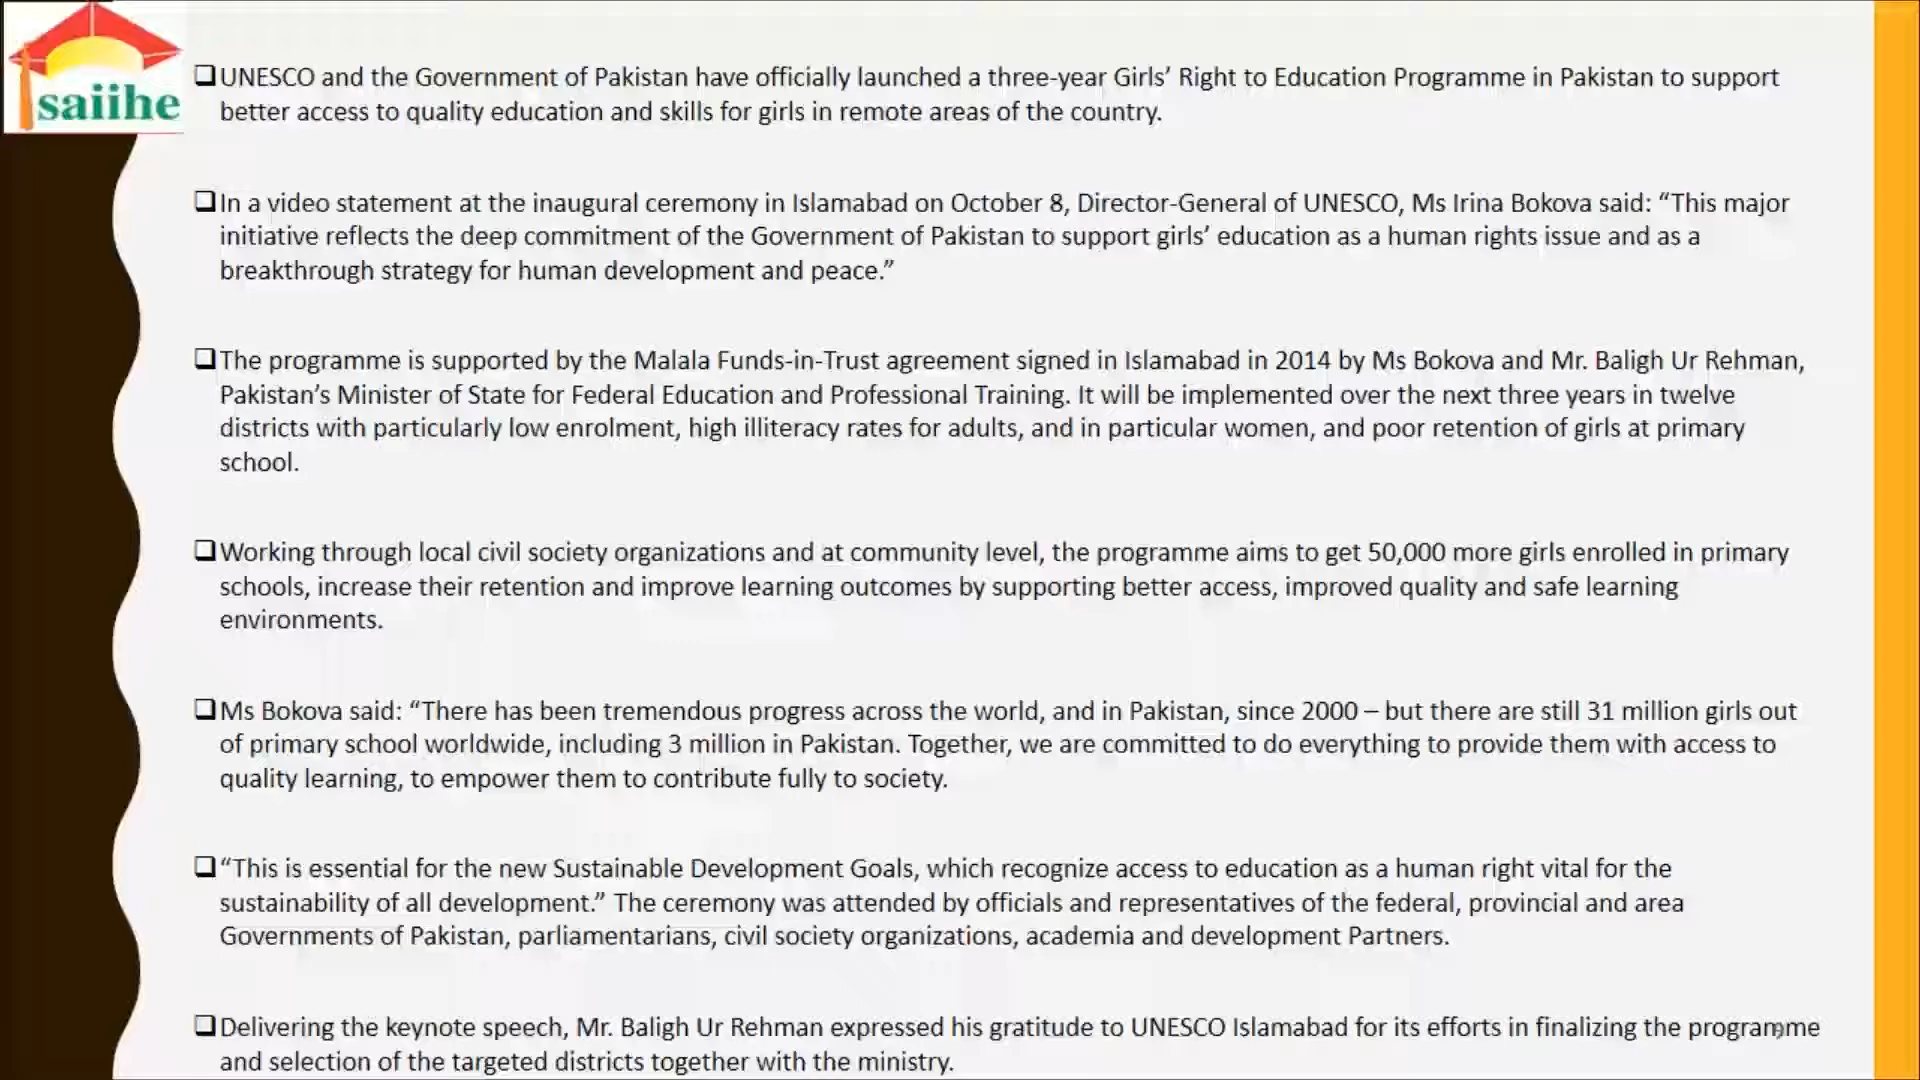 saiihe
❑UNESCO and the Government of Pakistan have officially launched a three-year Girls’ Right to Education Programme in Pakistan to support
better access to quality education and skills for girls in remote areas of the country.
❑In a video statement at the inaugural ceremony in Islamabad on October 8, Director-General of UNESCO, Ms Irina Bokova said: “This major
initiative reflects the deep commitment of the Government of Pakistan to support girls’ education as a human rights issue and as a
breakthrough strategy for human development and peace.”
❑The programme is supported by the Malala Funds-in-Trust agreement signed in Islamabad in 2014 by Ms Bokova and Mr. Baligh Ur Rehman,
Pakistan’s Minister of State for Federal Education and Professional Training. It will be implemented over the next three years in twelve
districts with particularly low enrolment, high illiteracy rates for adults, and in particular women, and poor retention of girls at primary
school.
❑Working through local civil society organizations and at community level, the programme aims to get 50,000 more girls enrolled in primary
schools, increase their retention and improve learning outcomes by supporting better access, improved quality and safe learning
environments.
❑Ms Bokova said: “There has been tremendous progress across the world, and in Pakistan, since 2000 – but there are still 31 million girls out
of primary school worldwide, including 3 million in Pakistan. Together, we are committed to do everything to provide them with access to
quality learning, to empower them to contribute fully to society.
❑“This is essential for the new Sustainable Development Goals, which recognize access to education as a human right vital for the
sustainability of all development.” The ceremony was attended by officials and representatives of the federal, provincial and area
Governments of Pakistan, parliamentarians, civil society organizations, academia and development Partners.
❑Delivering the keynote speech, Mr. Baligh Ur Rehman expressed his gratitude to UNESCO Islamabad for its efforts in finalizing the programme
and selection of the targeted districts together with the ministry.